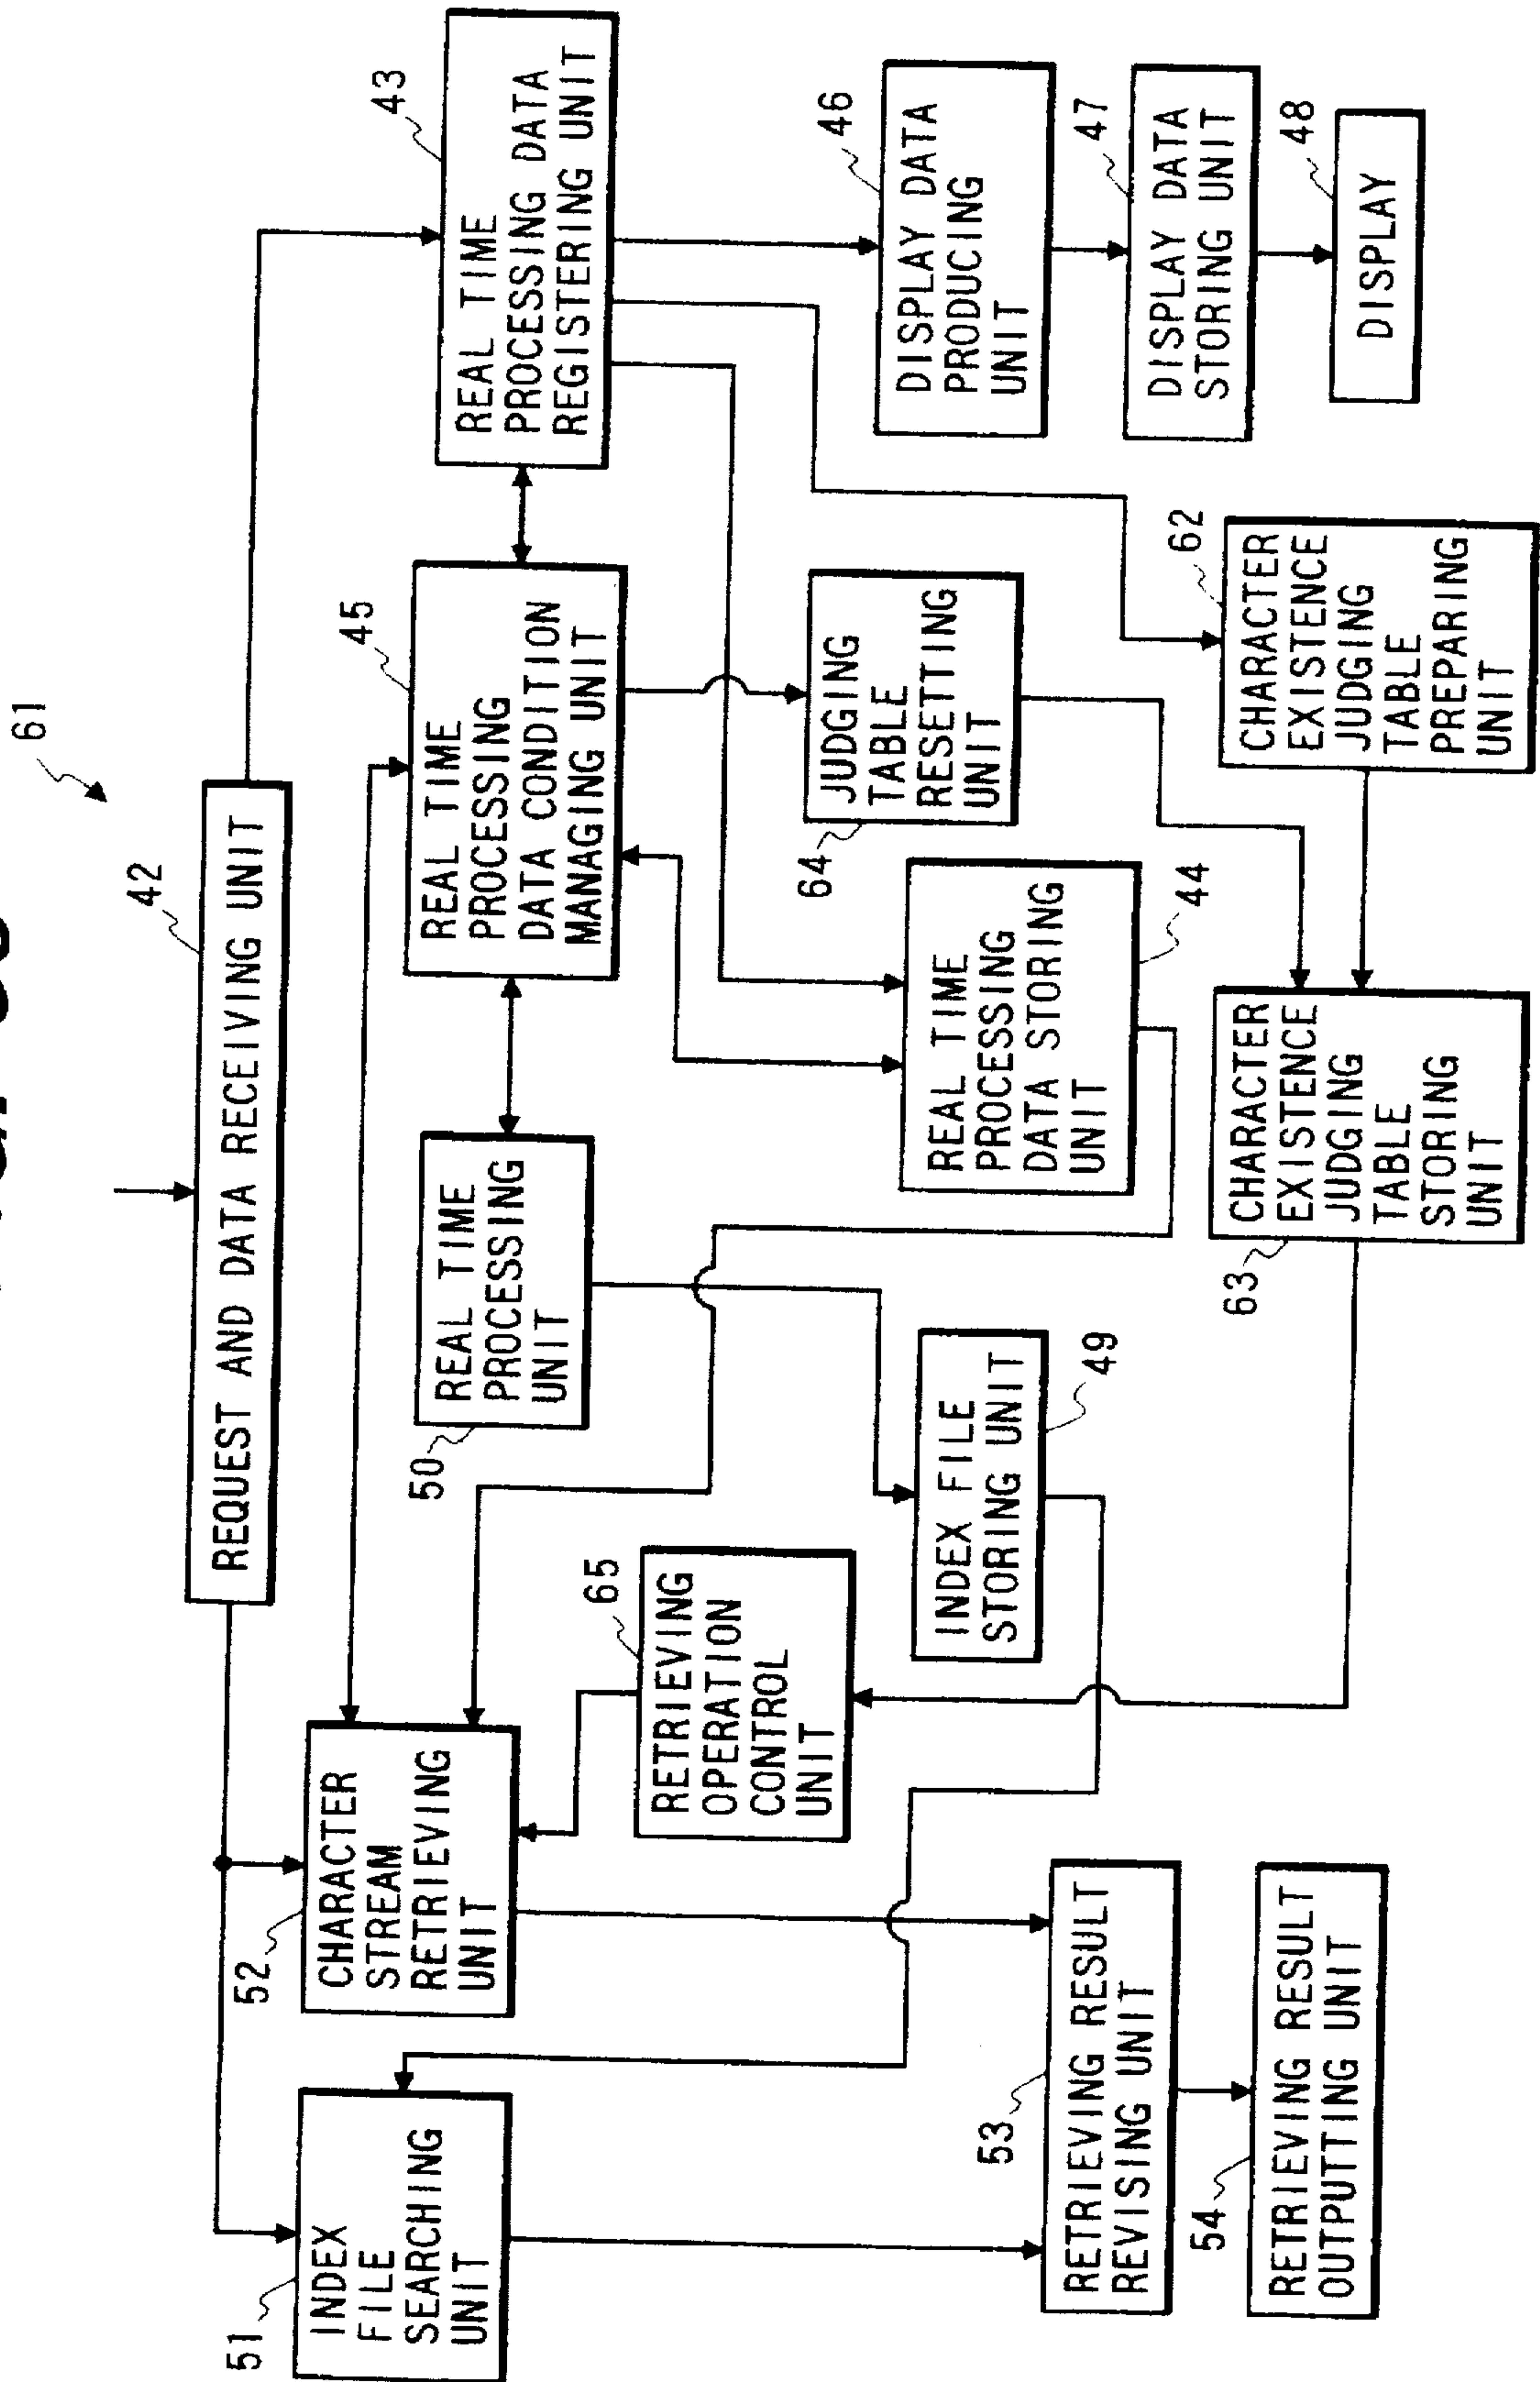 61
42
REQUEST AND DATA RECEIVING UNIT
43
REAL TIME
PROCESSING DATA
REGISTERING UNIT
45
REAL TIME
PROCESSING
DATA CONDITION
MANAGING UNIT
50
REAL TIME
PROCESSING
UNIT
52
CHARACTER
STREAM
RETRIEVING
UNIT
51
INDEX
FILE
SEARCHING
UNIT
65
RETRIEVING
OPERATION
CONTROL
UNIT
64
JUDGING
TABLE
RESETTING
UNIT
46
DISPLAY DATA
PRODUCING
UNIT
49
INDEX FILE
STORING UNIT
44
REAL TIME
PROCESSING
DATA STORING
UNIT
47
DISPLAY DATA
STORING UNIT
48
DISPLAY
53
RETRIEVING RESULT
REVISING UNIT
54
RETRIEVING RESULT
OUTPUTTING UNIT
63
CHARACTER
EXISTENCE
JUDGING
TABLE
STORING
UNIT
62
CHARACTER
EXISTENCE
JUDGING
TABLE
PREPARING
UNIT